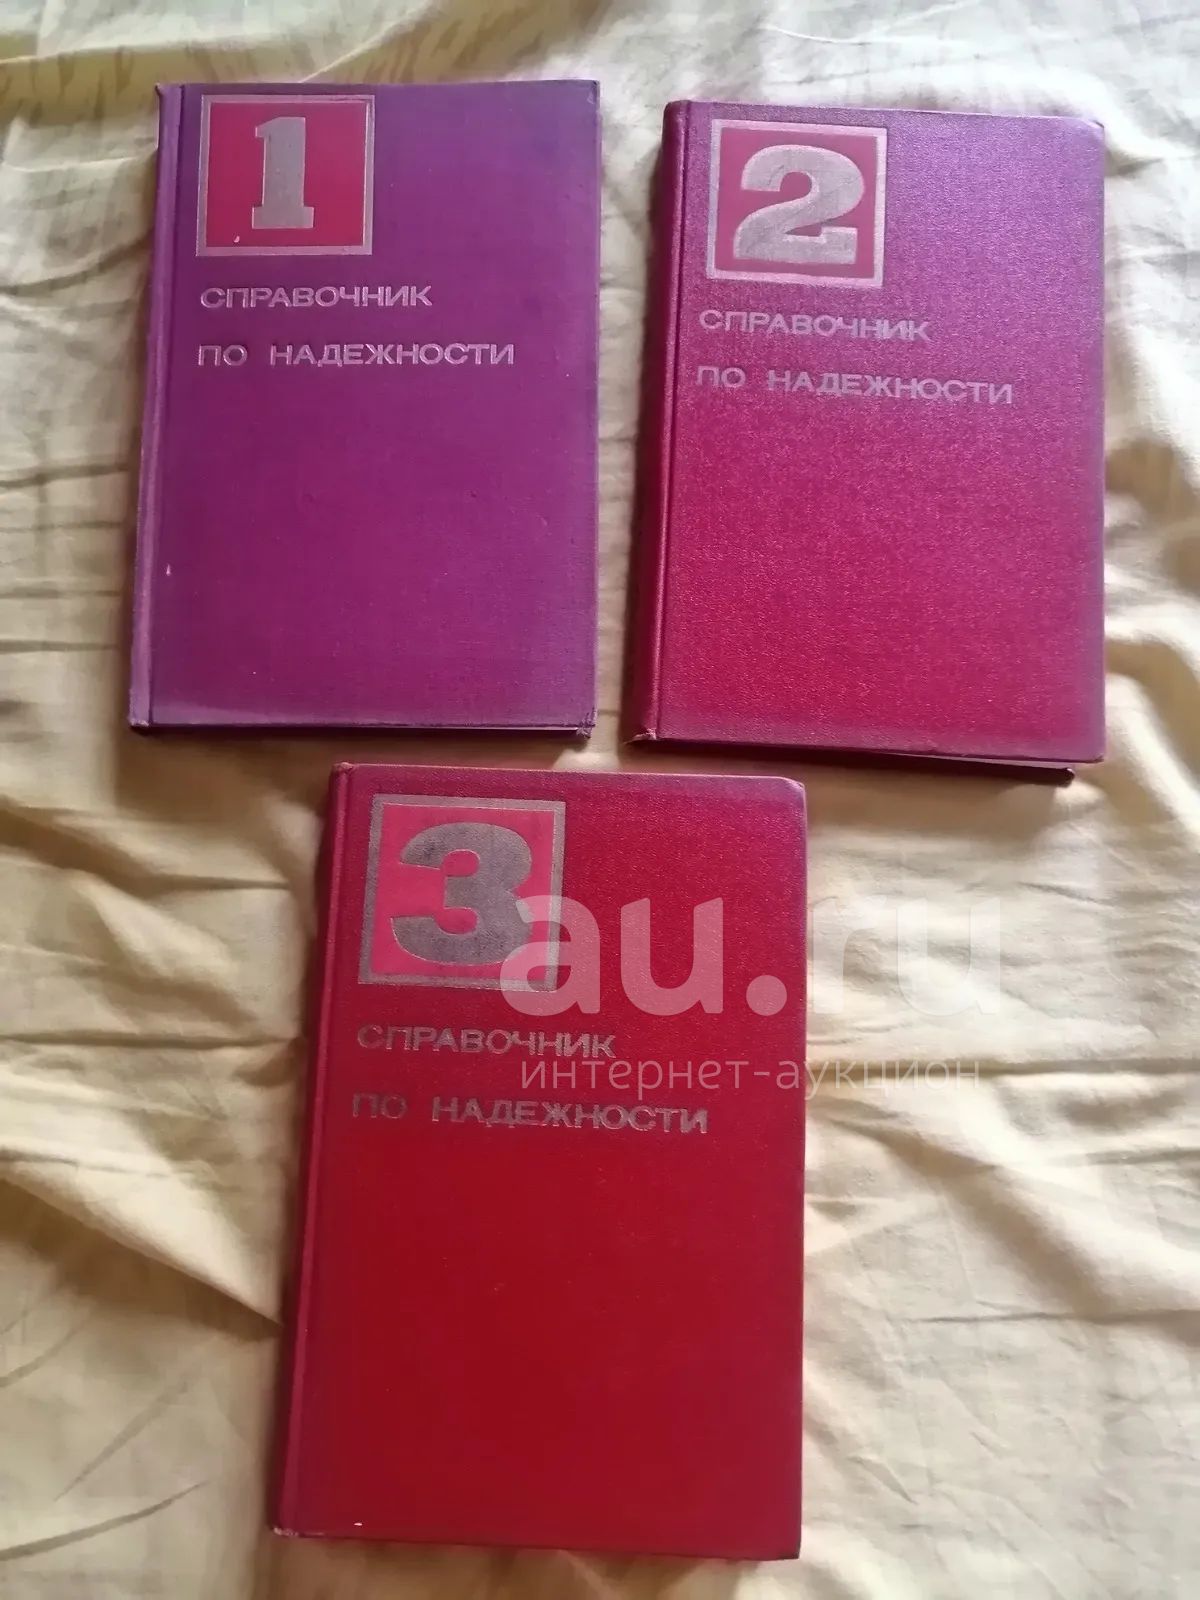 1
СПРАВОЧНИК
ПО НАДЕЖНОСТИ
2
СПРАВОЧНИК
ПО НАДЕЖНОСТИ
3
СПРАВОЧНИК
ПО НАДЕЖНОСТИ
au.ru
интернет-аукцион